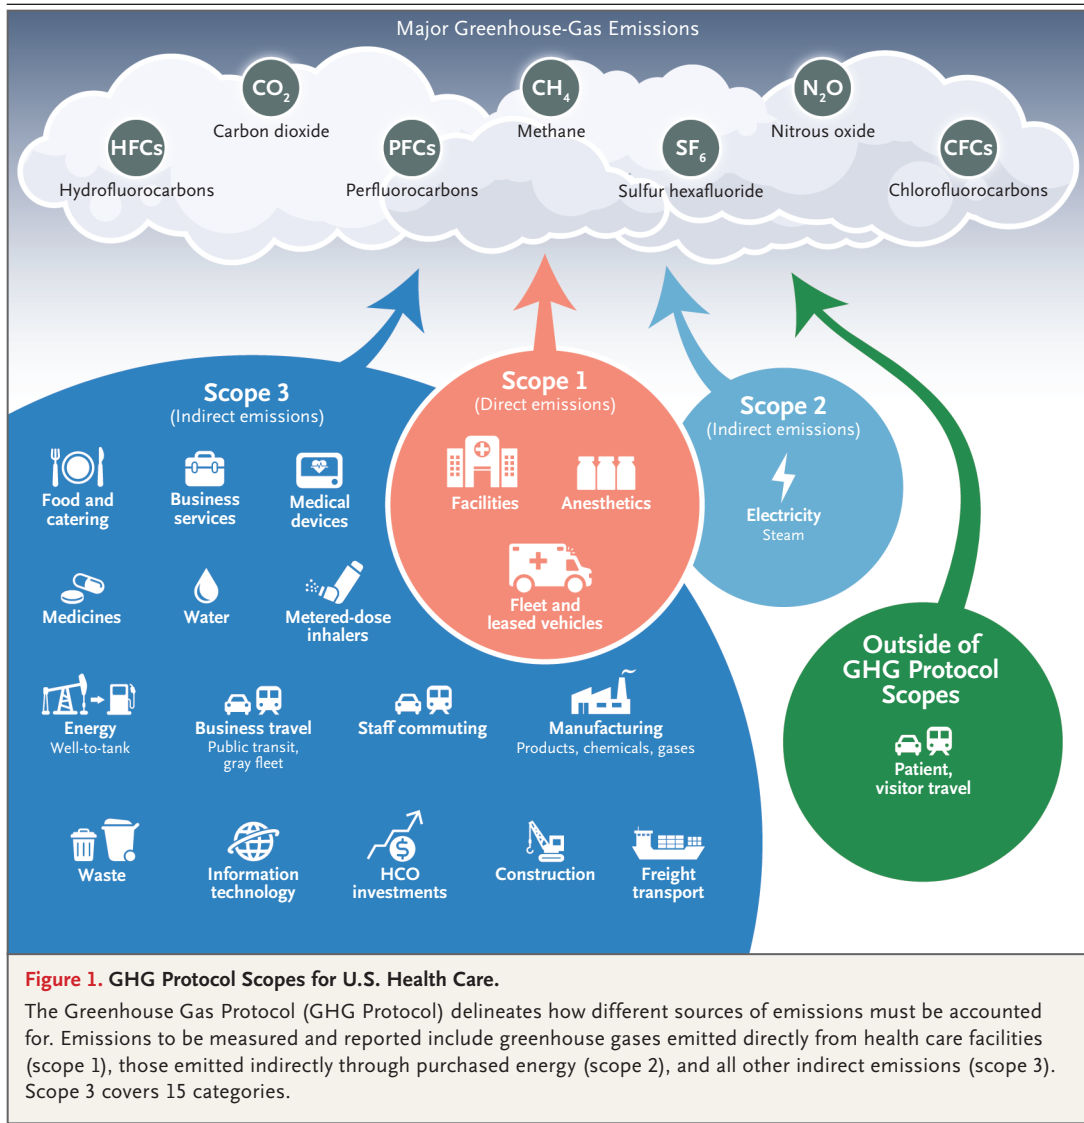 Major Greenhouse-Gas Emissions
CO2
Carbon dioxide
CH4
Methane
N2O
Nitrous oxide
HFCs
Hydrofluorocarbons
PFCs
Perfluorocarbons
SF6
Sulfur hexafluoride
CFCs
Chlorofluorocarbons
Scope 3
(Indirect emissions)
Food and
catering
Business
services
Medical
devices
Medicines
Water
Metered-dose
inhalers
Energy
Well-to-tank
Business travel
Public transit,
gray fleet
Staff commuting
Manufacturing
Products, chemicals, gases
Waste
Information
technology
$
HCO
investments
Construction
Freight
transport
Scope 1
(Direct emissions)
Facilities
Anesthetics
Fleet and
leased vehicles
Scope 2
(Indirect emissions)
Electricity
Steam
Outside of
GHG Protocol
Scopes
Patient,
visitor travel
Figure 1. GHG Protocol Scopes for U.S. Health Care.
The Greenhouse Gas Protocol (GHG Protocol) delineates how different sources of emissions must be accounted
for. Emissions to be measured and reported include greenhouse gases emitted directly from health care facilities
(scope 1), those emitted indirectly through purchased energy (scope 2), and all other indirect emissions (scope 3).
Scope 3 covers 15 categories.